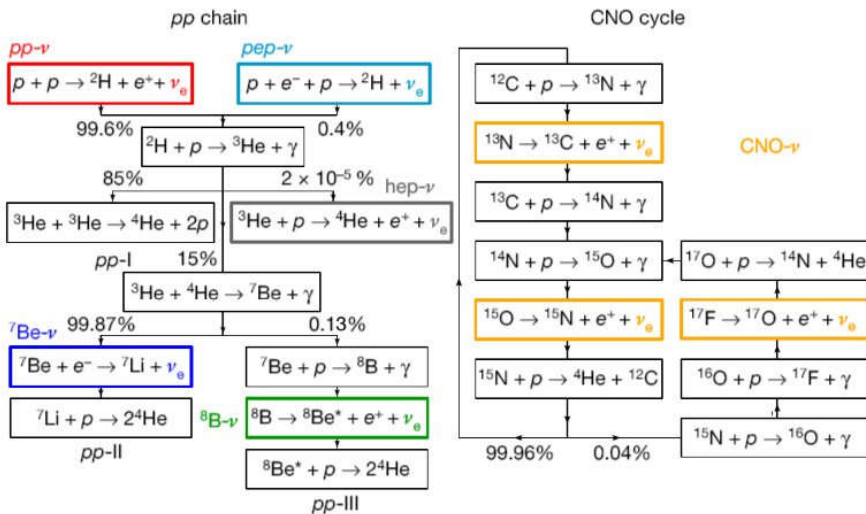 pp chain
pp-ν
pep-ν
p + p → ²H + e⁺ + νₑ
p + e⁻ + p → ²H + νₑ
99.6%
0.4%
²H + p → ³He + γ
85%
2 × 10⁻⁵ %
hep-ν
³He + ³He → ⁴He + 2p
³He + p → ⁴He + e⁺ + νₑ
pp-I
15%
³He + ⁴He → ⁷Be + γ
⁷Be-ν
99.87%
0.13%
⁷Be + e⁻ → ⁷Li + νₑ
⁷Be + p → ⁸B + γ
⁷Li + p → 2⁴He
⁸B-ν
⁸B → ⁸Be* + e⁺ + νₑ
pp-II
⁸Be* + p → 2⁴He
pp-III
CNO cycle
¹²C + p → ¹³N + γ
¹³N → ¹³C + e⁺ + νₑ
CNO-ν
¹³C + p → ¹⁴N + γ
¹⁴N + p → ¹⁵O + γ
¹⁷O + p → ¹⁴N + ⁴He
¹⁵O → ¹⁵N + e⁺ + νₑ
¹⁷F → ¹⁷O + e⁺ + νₑ
¹⁵N + p → ⁴He + ¹²C
¹⁶O + p → ¹⁷F + γ
¹⁵N + p → ¹⁶O + γ
99.96%
0.04%